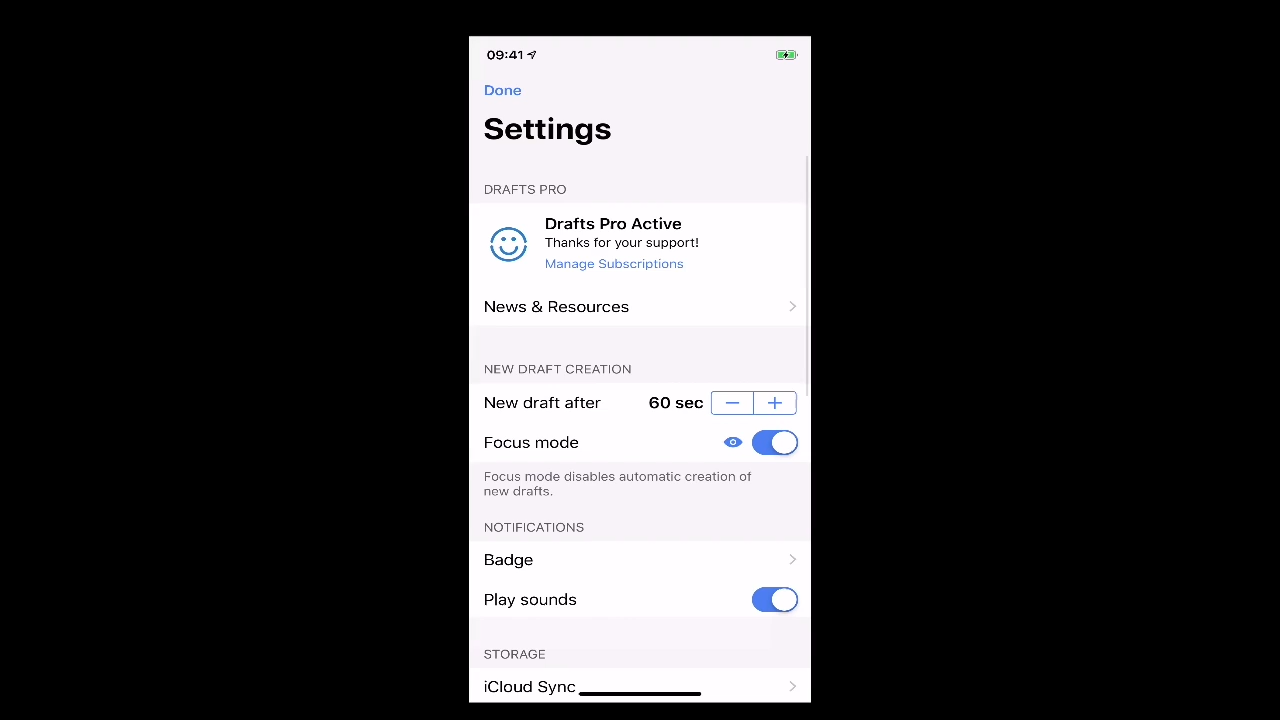 09:41
Done
Settings
DRAFTS PRO
Drafts Pro Active
Thanks for your support!
Manage Subscriptions
News & Resources
NEW DRAFT CREATION
New draft after 60 sec
Focus mode
Focus mode disables automatic creation of
new drafts.
NOTIFICATIONS
Badge
Play sounds
STORAGE
iCloud Sync